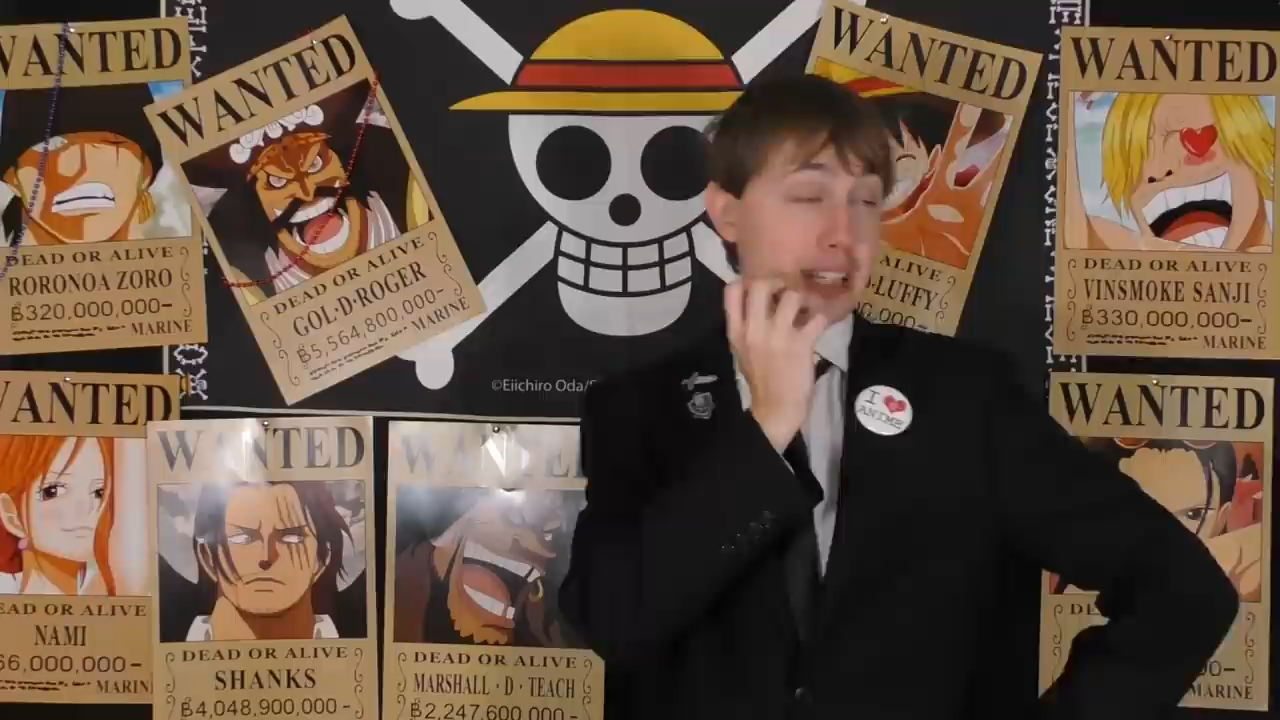 WANTED
DEAD OR ALIVE
RORONOA ZORO
฿320,000,000-
MARINE
WANTED
DEAD OR ALIVE
GOL·D·ROGER
฿5,564,800,000-
MARINE
WANTED
ALIVE
D·LUFFY
WANTED
DEAD OR ALIVE
VINSMOKE SANJI
฿330,000,000-
MARINE
©Eiichiro Oda/S
I ❤ ANIME
WANTED
EAD OR ALIVE
NAMI
66,000,000-
MARIN
WANTED
DEAD OR ALIVE
SHANKS
฿4,048,900,000-
WANTED
DEAD OR ALIVE
MARSHALL·D·TEACH
฿2,247,600,000-
WANTED
DE
MARINE